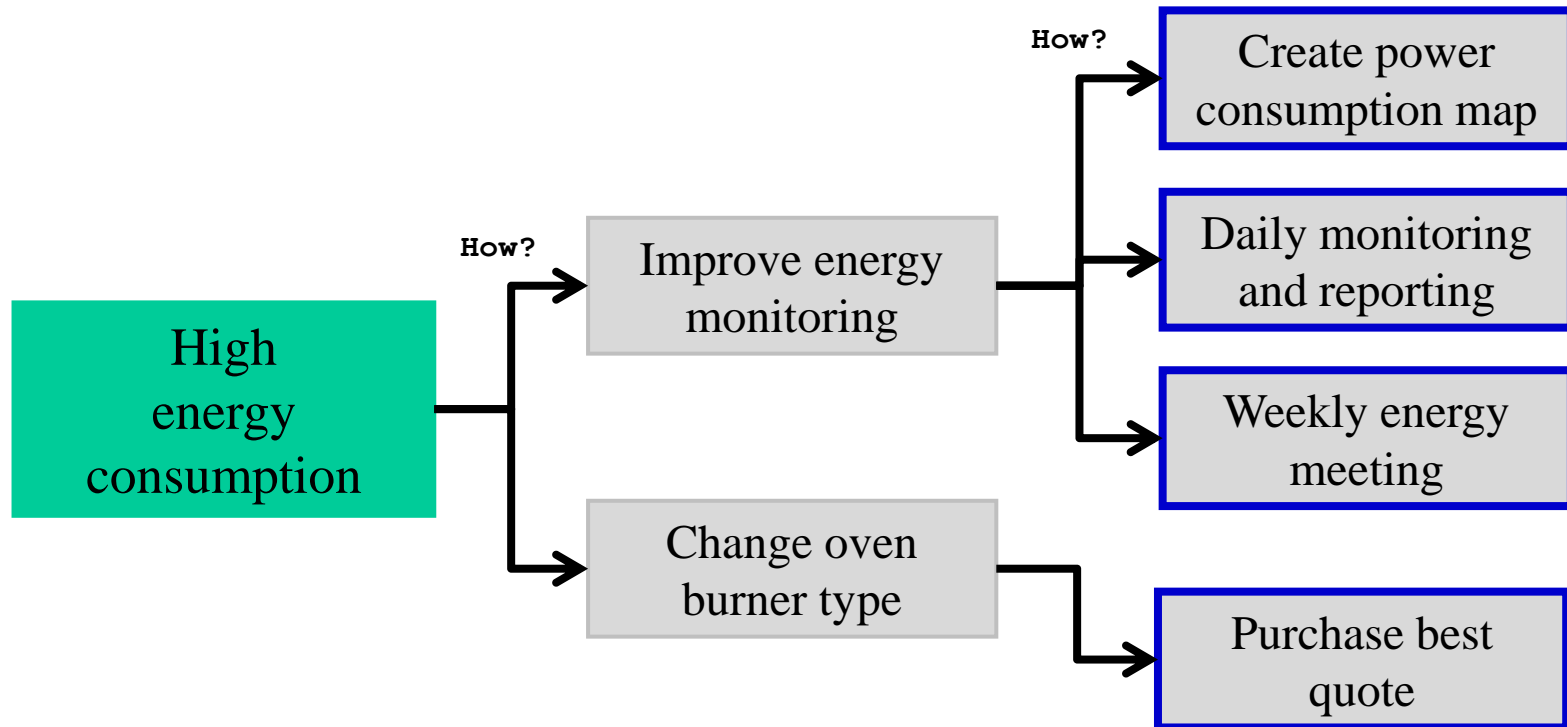 High
energy
consumption
How?
Improve energy
monitoring
Change oven
burner type
How?
Create power
consumption map
Daily monitoring
and reporting
Weekly energy
meeting
Purchase best
quote